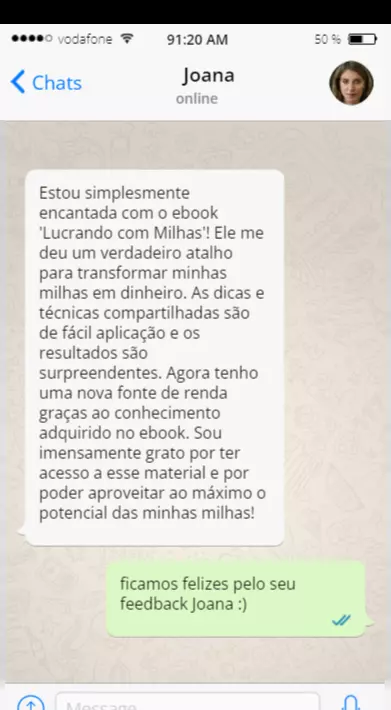 vodafone 91:20 AM 50 %
Chats Joana
online
Estou simplesmente
encantada com o ebook
'Lucrando com Milhas'! Ele me
deu um verdadeiro atalho
para transformar minhas
milhas em dinheiro. As dicas e
técnicas compartilhadas são
de fácil aplicação e os
resultados são
surpreendentes. Agora tenho
uma nova fonte de renda
graças ao conhecimento
adquirido no ebook. Sou
imensamente grato por ter
acesso a esse material e por
poder aproveitar ao máximo o
potencial das minhas milhas!
ficamos felizes pelo seu
feedback Joana :)
Message